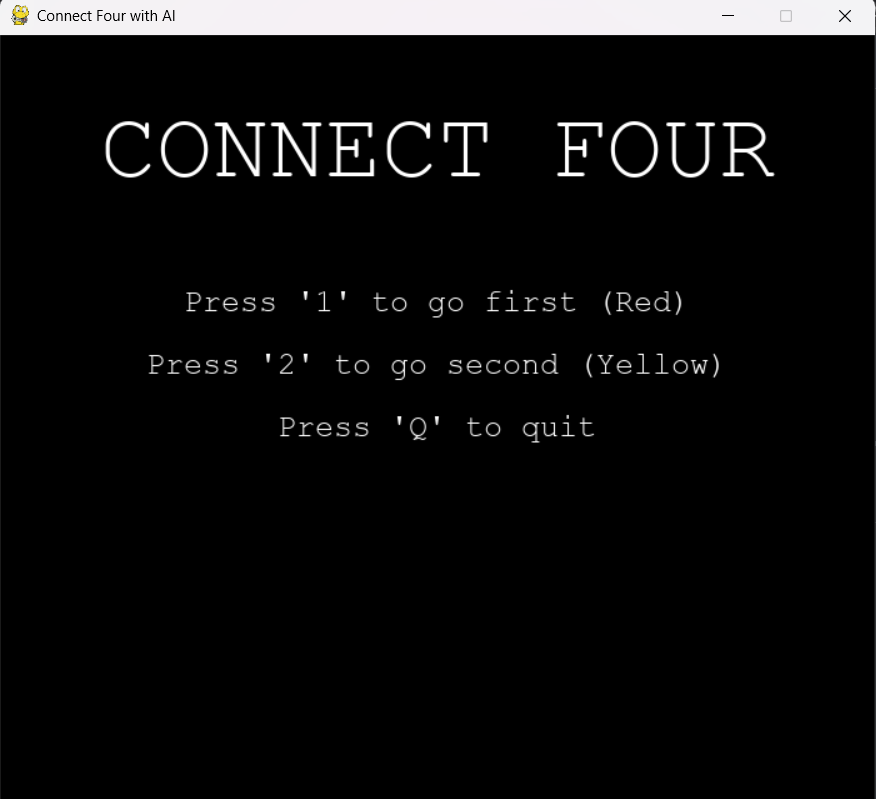 Connect Four with AI
CONNECT FOUR
Press '1' to go first (Red)
Press '2' to go second (Yellow)
Press 'Q' to quit